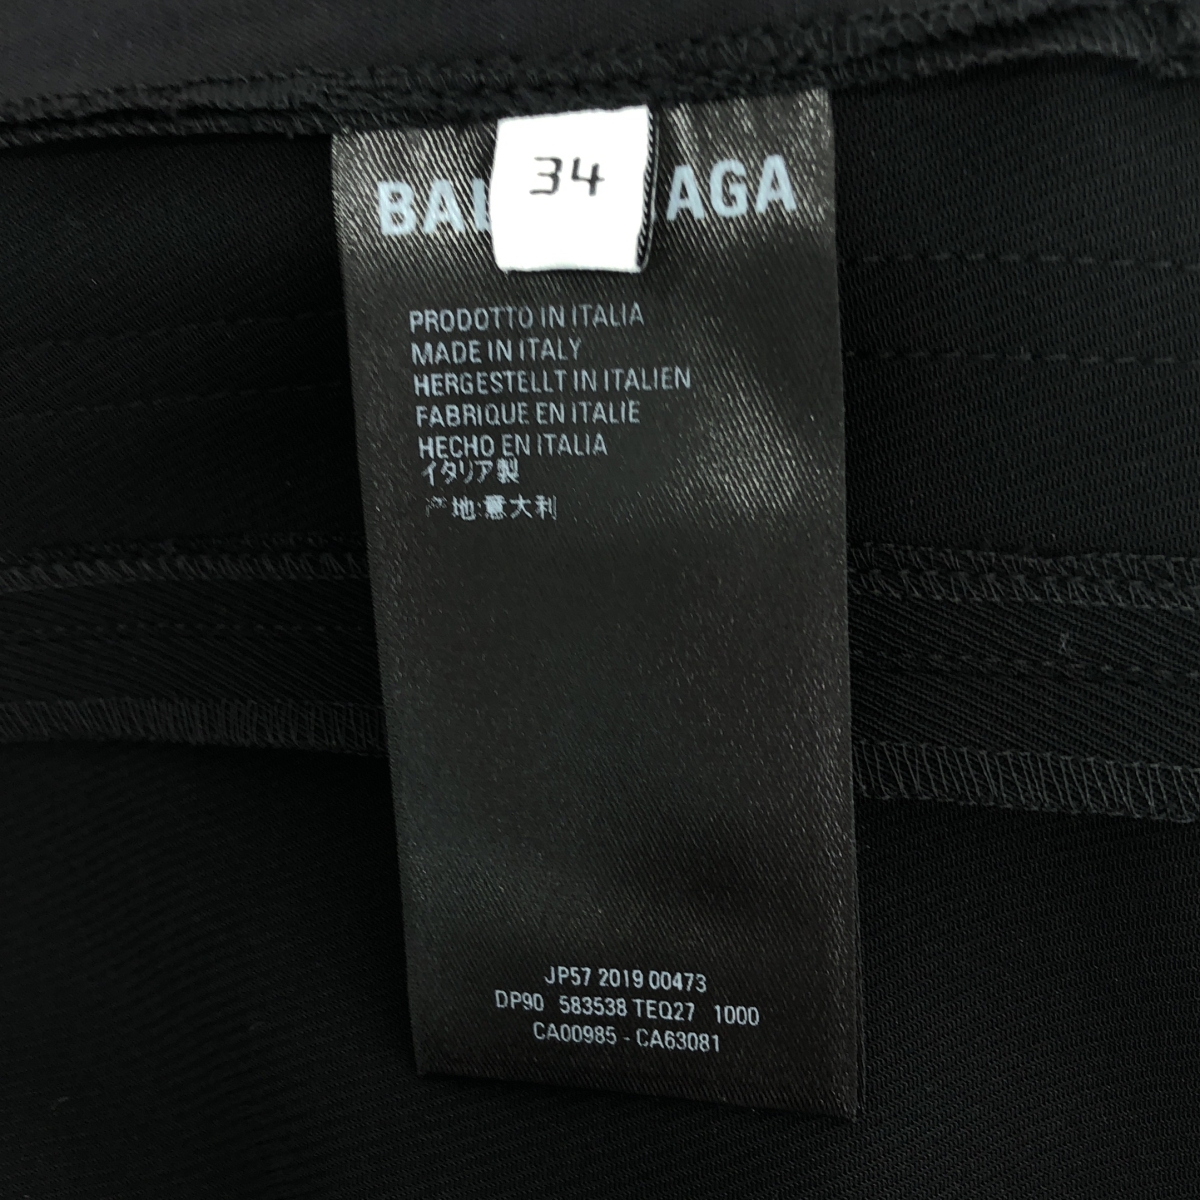 34
BAL AGA
PRODOTTO IN ITALIA
MADE IN ITALY
HERGESTELLT IN ITALIEN
FABRIQUE EN ITALIE
HECHO EN ITALIA
イタリア製
产地:意大利
JP57 2019 00473
DP90 583538 TEQ27 1000
CA00985 - CA63081